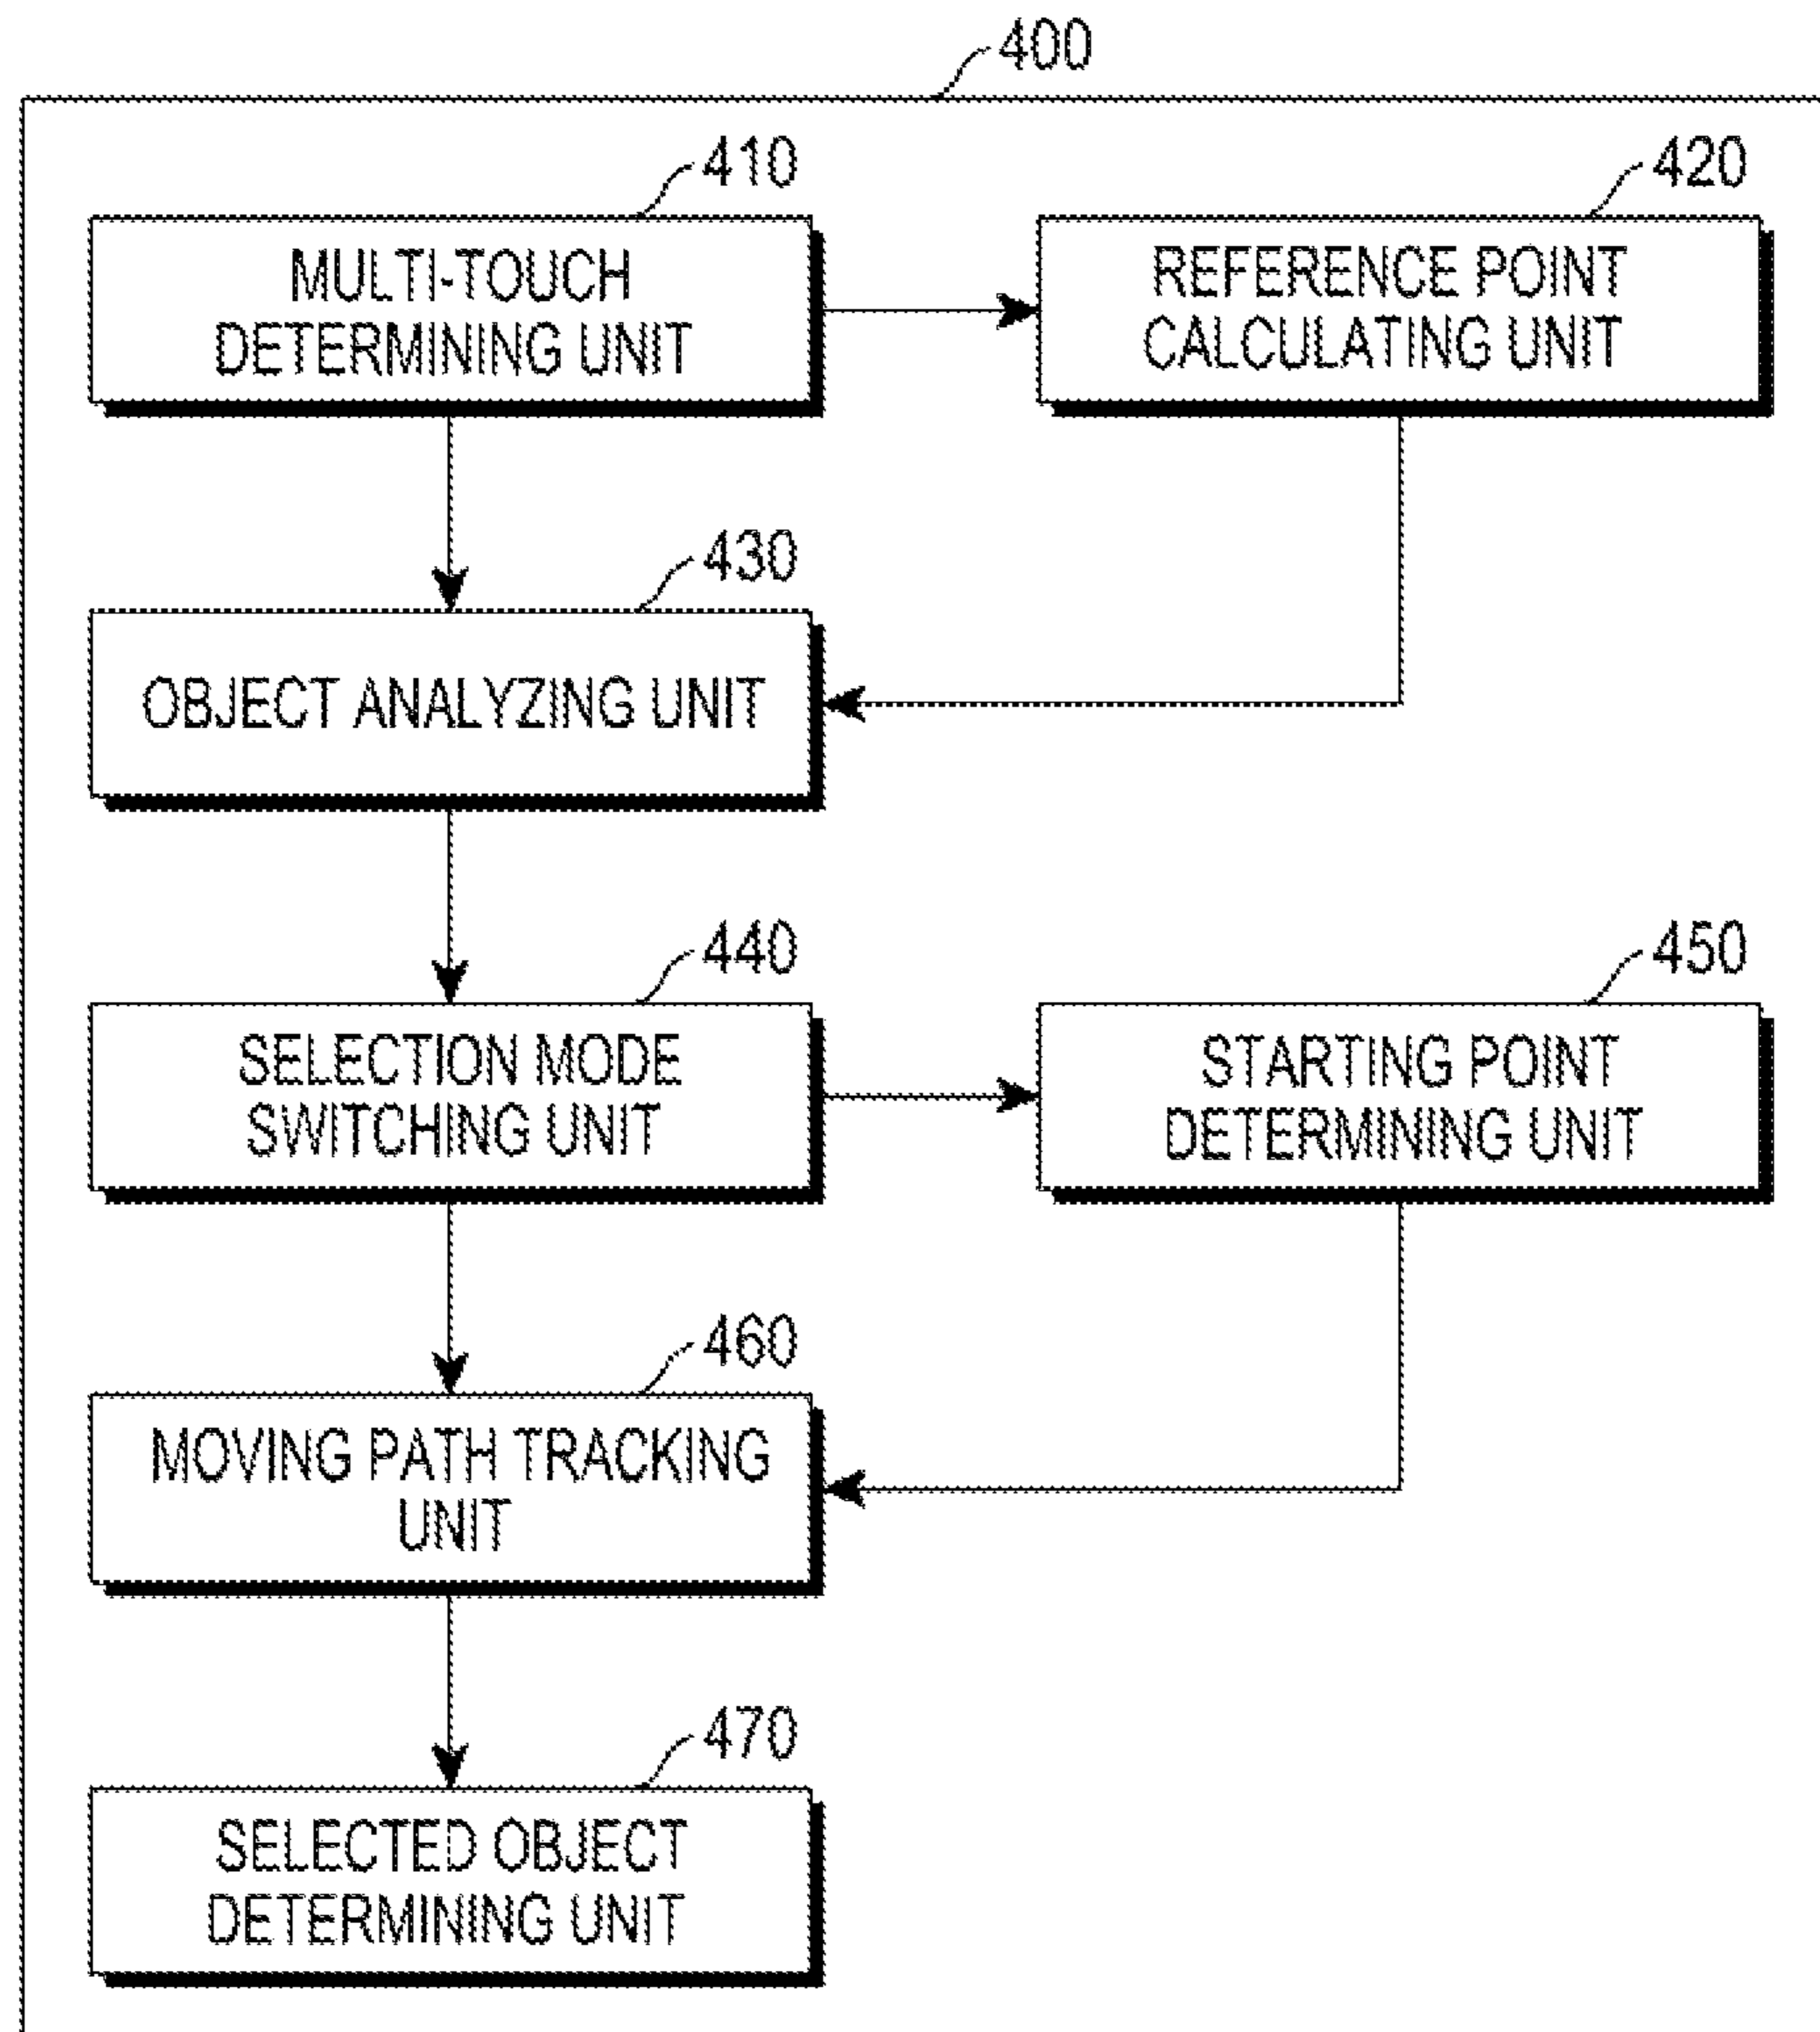 400
410
MULTI-TOUCH
DETERMINING UNIT
420
REFERENCE POINT
CALCULATING UNIT
430
OBJECT ANALYZING UNIT
440
SELECTION MODE
SWITCHING UNIT
450
STARTING POINT
DETERMINING UNIT
460
MOVING PATH TRACKING
UNIT
470
SELECTED OBJECT
DETERMINING UNIT